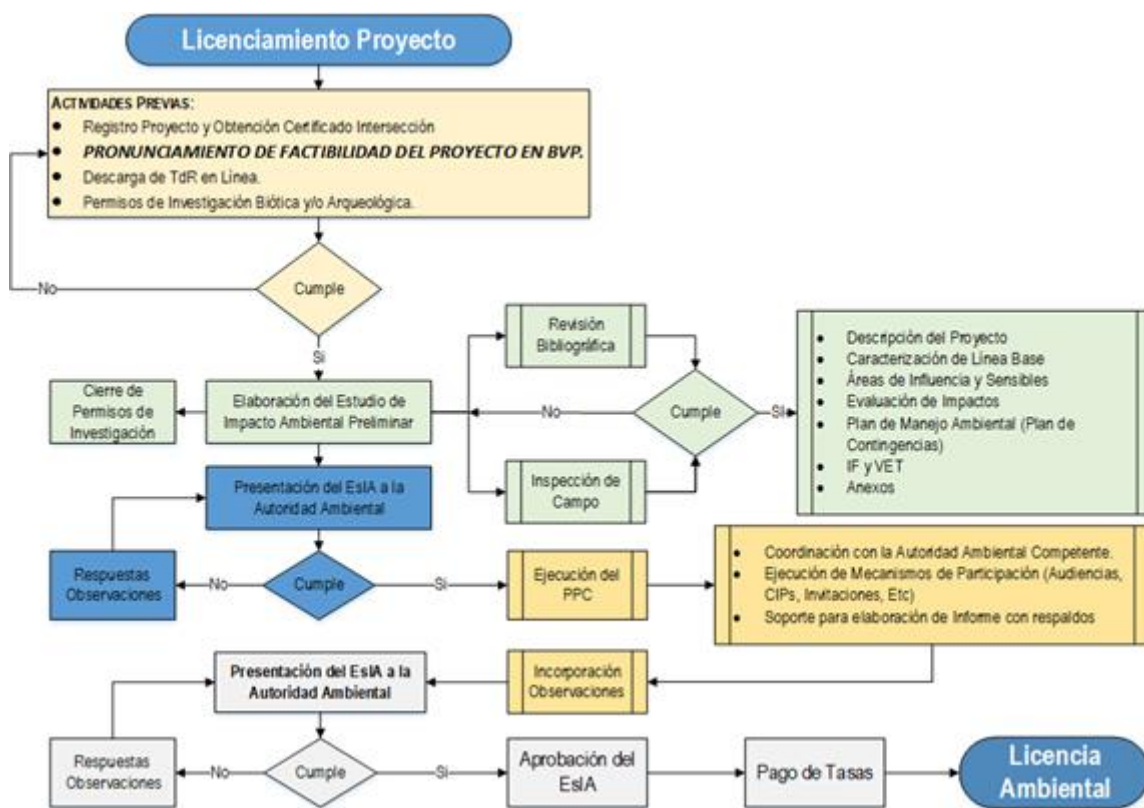 Licenciamiento Proyecto
ACTIVIDADES PREVIAS:
● Registro Proyecto y Obtención Certificado Intersección
● PRONUNCIAMIENTO DE FACTIBILIDAD DEL PROYECTO EN BVP.
● Descarga de TdR en Línea.
● Permisos de Investigación Biótica y/o Arqueológica.
No
Cumple
Si
Cierre de
Permisos de
Investigación
Elaboración del Estudio de
Impacto Ambiental Preliminar
Revisión
Bibliográfica
No
Cumple
SI
Inspección de
Campo
● Descripción del Proyecto
● Caracterización de Línea Base
● Áreas de Influencia y Sensibles
● Evaluación de Impactos
● Plan de Manejo Ambiental (Plan de
Contingencias)
● IF y VET
● Anexos
Presentación del EsIA a la
Autoridad Ambiental
Respuestas
Observaciones
No
Cumple
Si
Ejecución del
PPC
● Coordinación con la Autoridad Ambiental Competente.
● Ejecución de Mecanismos de Participación (Audiencias,
CIPs, Invitaciones, Etc)
● Soporte para elaboración de Informe con respaldos
Presentación del EsIA a la
Autoridad Ambiental
Incorporación
Observaciones
Respuestas
Observaciones
No
Cumple
Si
Aprobación del
EsIA
Pago de Tasas
Licencia
Ambiental